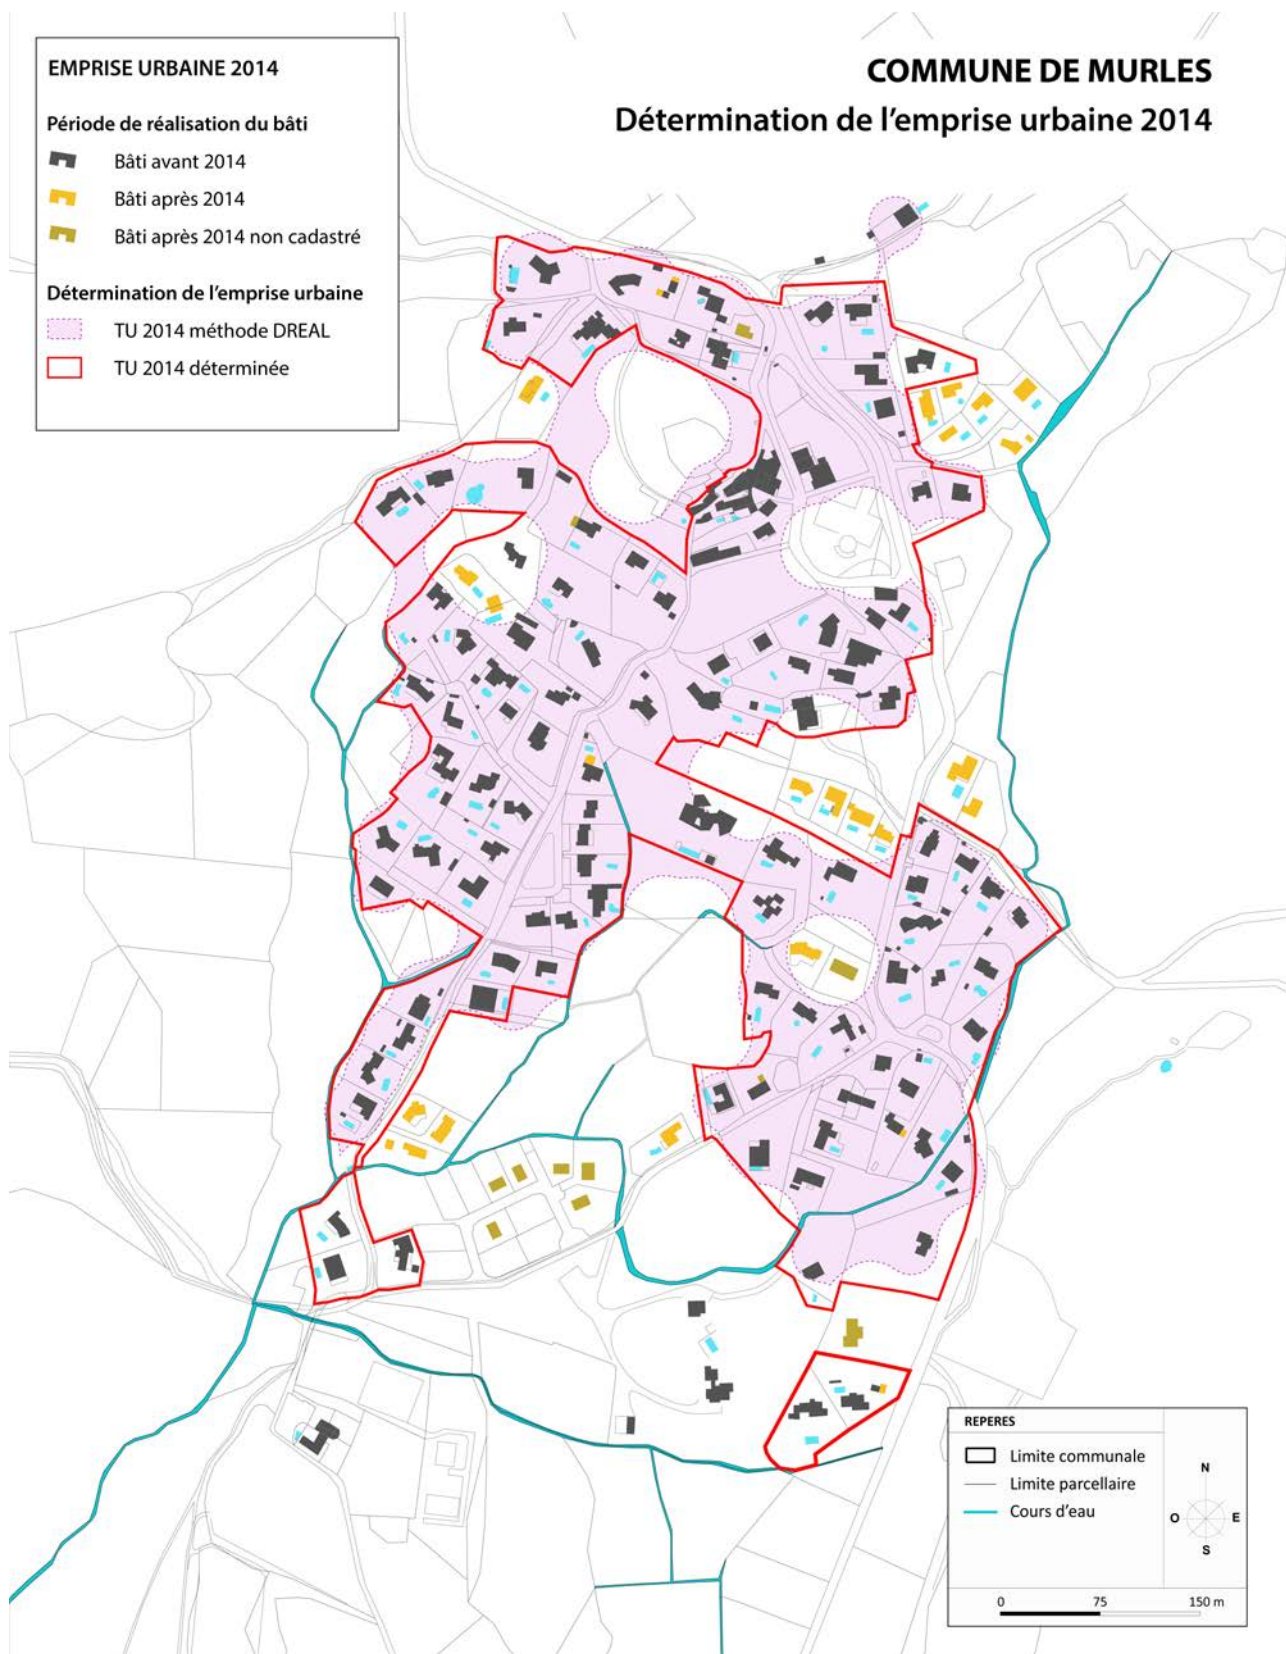 COMMUNE DE MURLES
Détermination de l'emprise urbaine 2014
EMPRISE URBAINE 2014
Période de réalisation du bâti
Bâti avant 2014
Bâti après 2014
Bâti après 2014 non cadastré
Détermination de l'emprise urbaine
TU 2014 méthode DREAL
TU 2014 déterminée
REPERES
Limite communale
Limite parcellaire
Cours d'eau
N
O
E
S
0 75 150 m